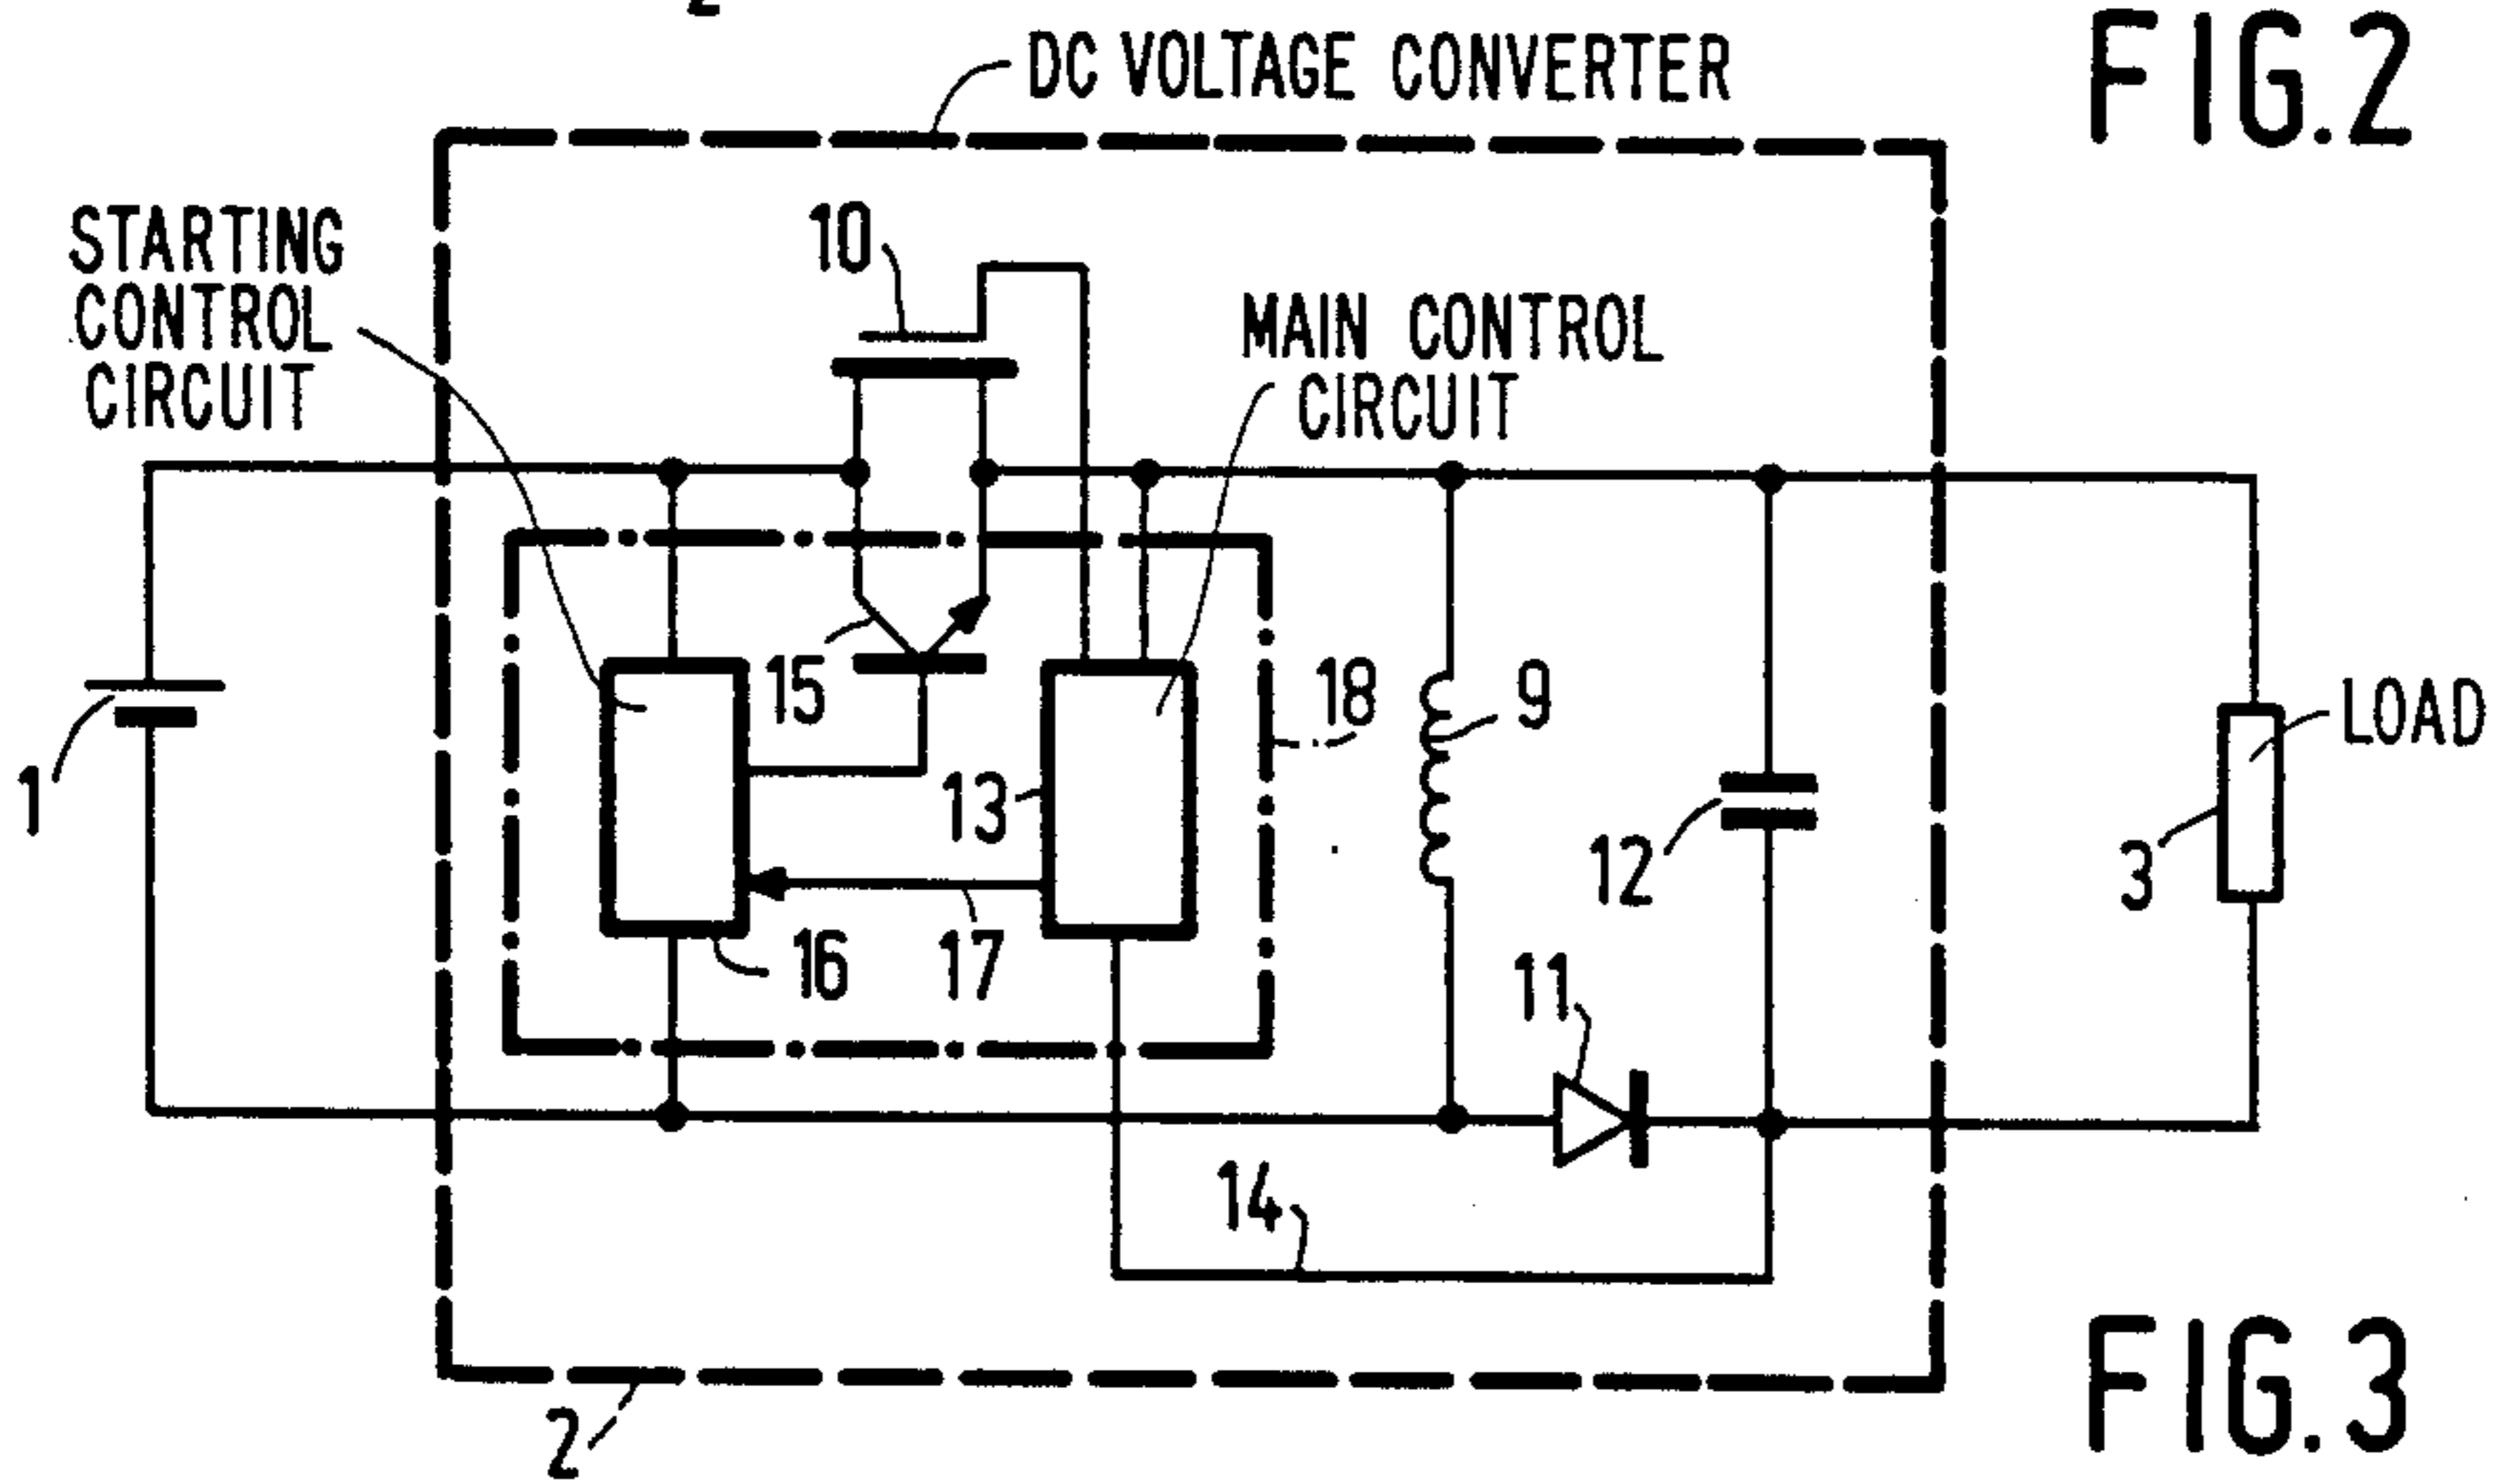 2
DC VOLTAGE CONVERTER
FIG.2
STARTING
CONTROL
CIRCUIT
10
MAIN CONTROL
CIRCUIT
15
18
9
LOAD
1
13
12
3
16
17
11
14
2
FIG.3